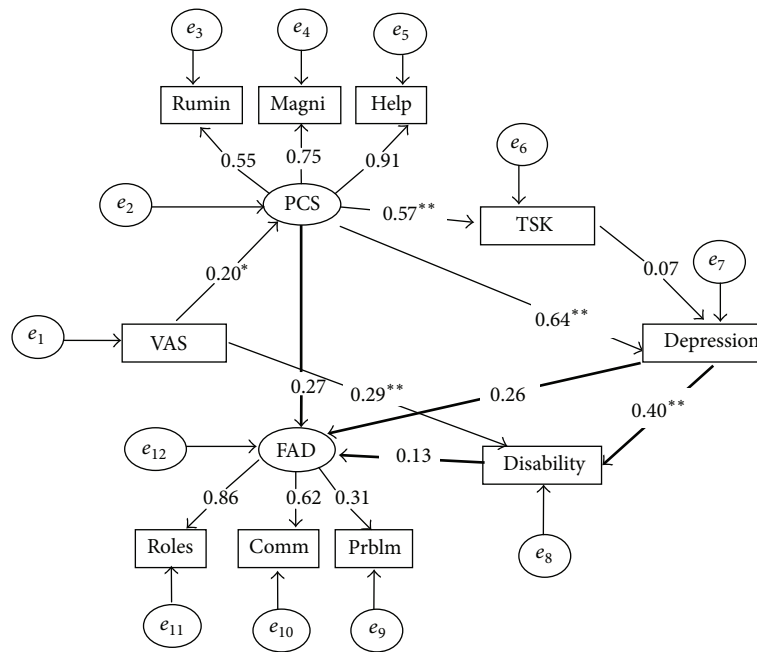 e3
e4
e5
Rumin
Magni
Help
e6
0.55
0.75
0.91
e2
PCS
0.57**
TSK
e7
0.20*
0.07
0.64**
e1
VAS
Depression
0.27
0.29**
0.26
0.40**
e12
FAD
0.13
Disability
0.86
0.62
0.31
Roles
Comm
Prblm
e8
e11
e10
e9